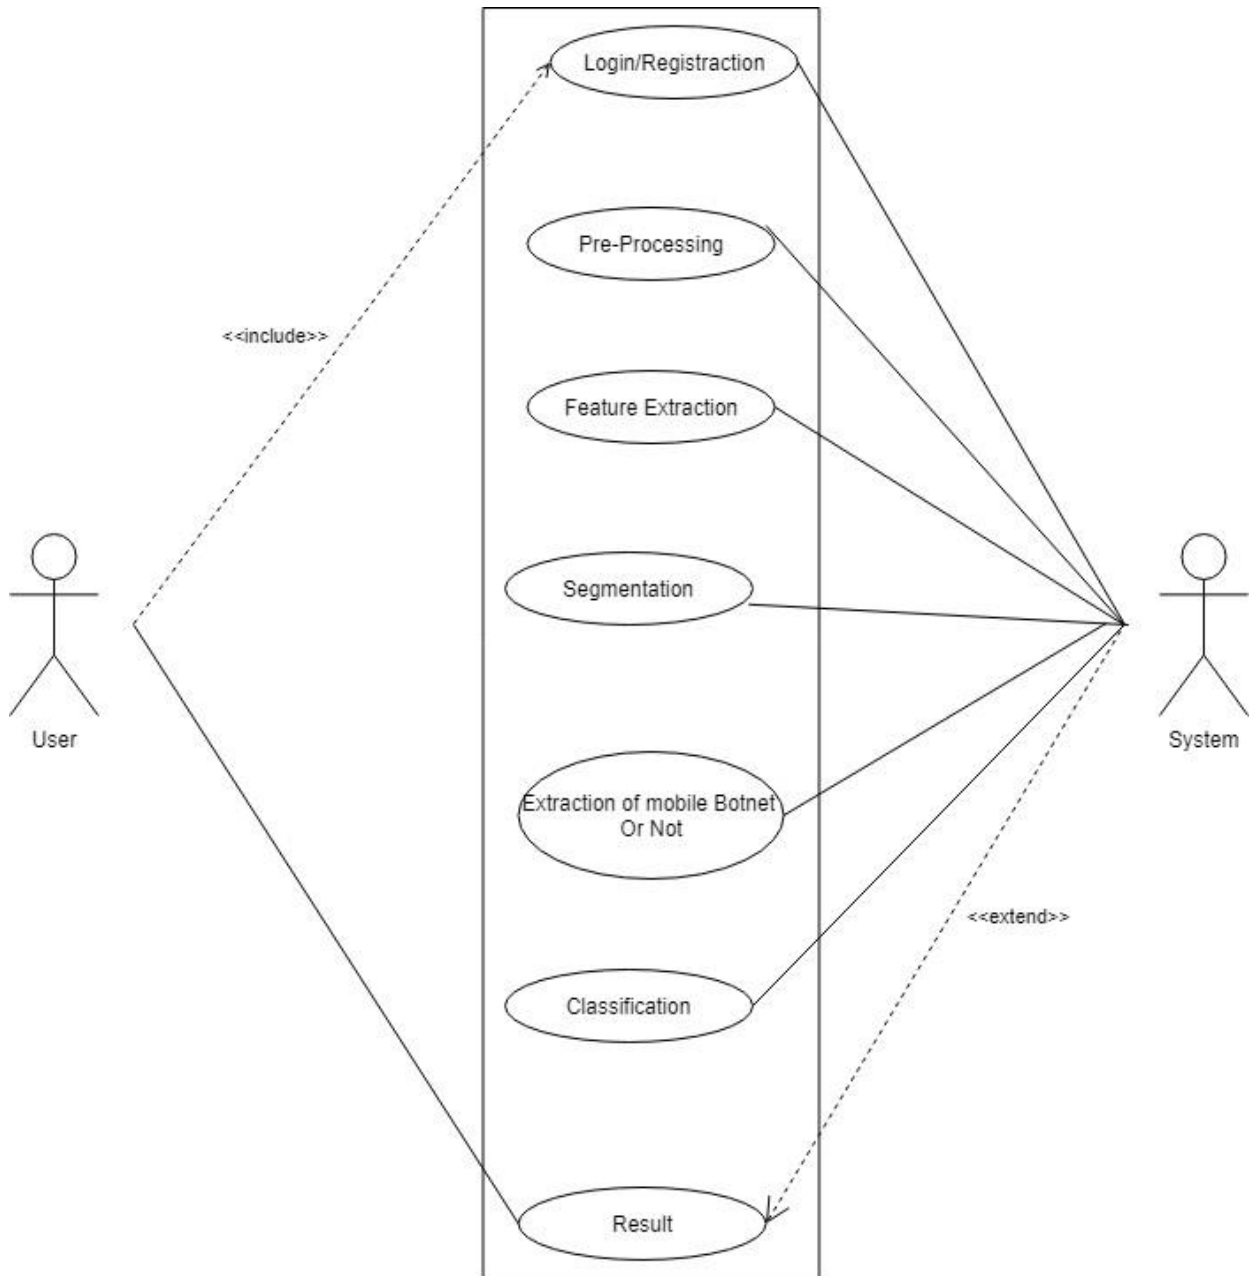 Login/Registraction
Pre-Processing
<<include>>
Feature Extraction
Segmentation
User
System
Extraction of mobile Botnet
Or Not
<<extend>>
Classification
Result